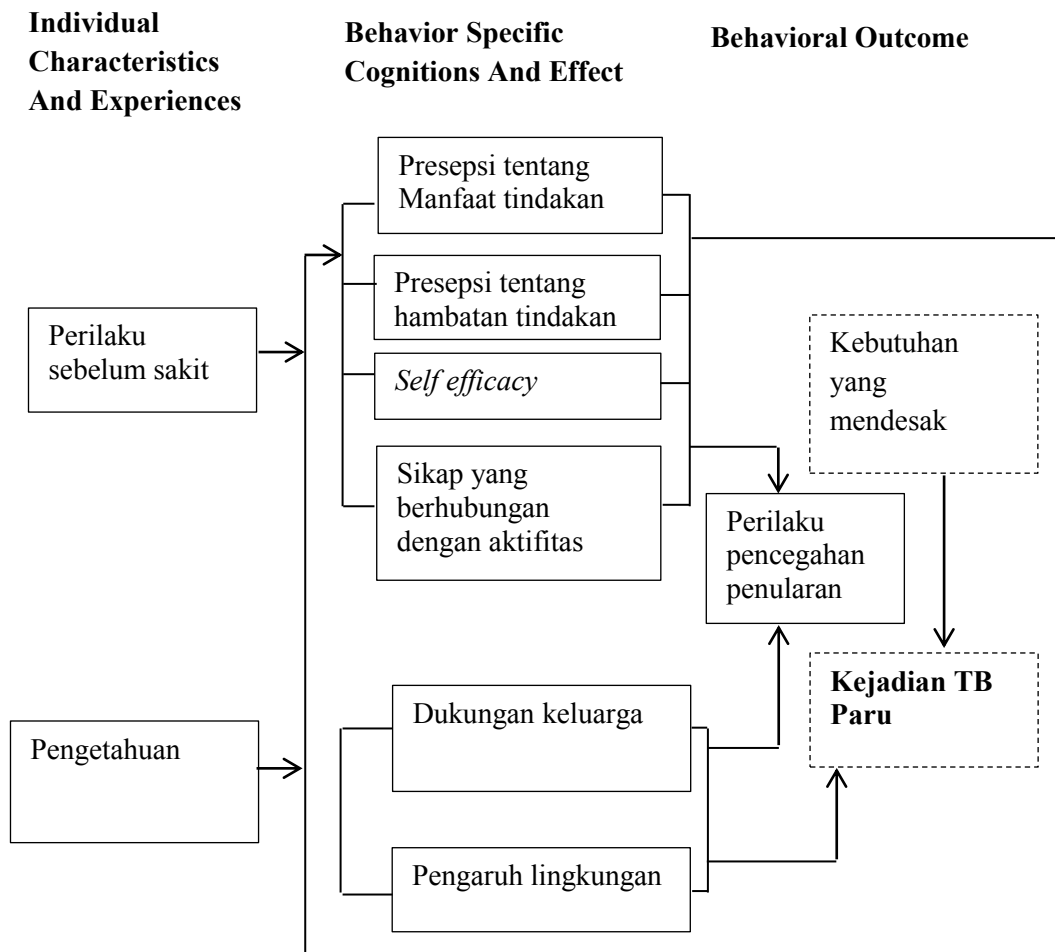 Individual
Characteristics
And Experiences
Behavior Specific
Cognitions And Effect
Behavioral Outcome
Presepsi tentang
Manfaat tindakan
Presepsi tentang
hambatan tindakan
Perilaku
sebelum sakit
Self efficacy
Kebutuhan
yang
mendesak
Sikap yang
berhubungan
dengan aktifitas
Perilaku
pencegahan
penularan
Pengetahuan
Dukungan keluarga
Kejadian TB
Paru
Pengaruh lingkungan